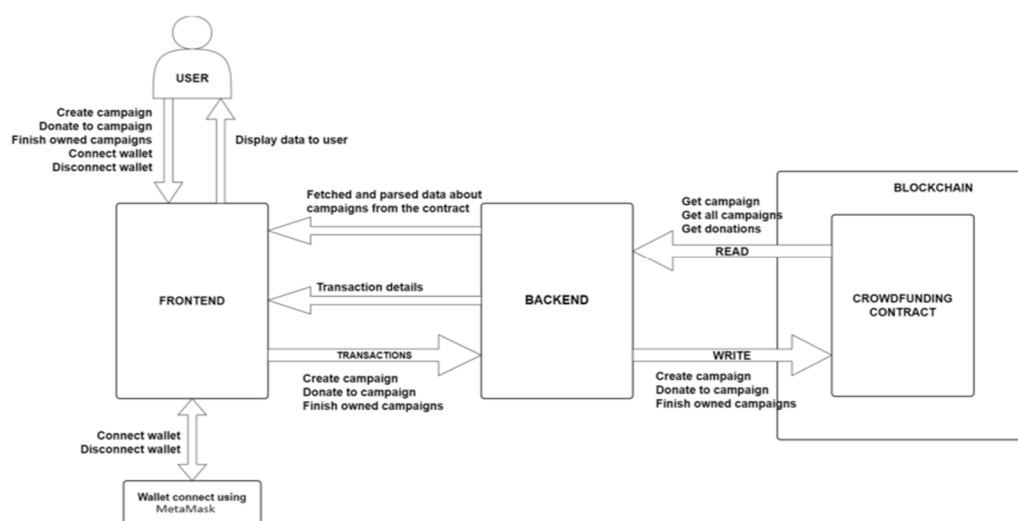 USER
Create campaign
Donate to campaign
Finish owned campaigns
Connect wallet
Disconnect wallet
Display data to user
Fetched and parsed data about
campaigns from the contract
FRONTEND
Transaction details
TRANSACTIONS
Create campaign
Donate to campaign
Finish owned campaigns
BACKEND
Get campaign
Get all campaigns
Get donations
READ
WRITE
Create campaign
Donate to campaign
Finish owned campaigns
BLOCKCHAIN
CROWDFUNDING
CONTRACT
Connect wallet
Disconnect wallet
Wallet connect using
MetaMask